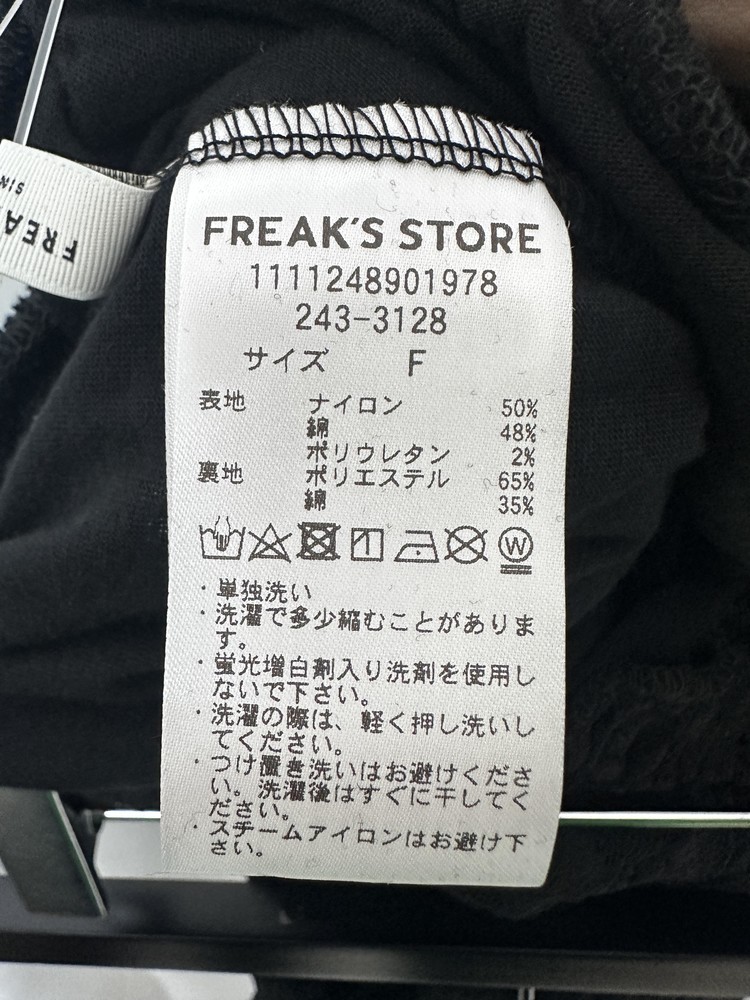 FREAK'S STORE
1111248901978
243-3128
サイズ F
表地 ナイロン 50%
綿 48%
ポリウレタン 2%
裏地 ポリエステル 65%
綿 35%
W
・単独洗い
・洗濯で多少縮むことがありま
す。
・蛍光増白剤入り洗剤を使用し
ないで下さい。
・洗濯の際は、軽く押し洗いし
てください。
・つけ置き洗いはお避けくださ
い。洗濯後はすぐに干してく
ださい。
・スチームアイロンはお避け下
さい。
FREA
SIN